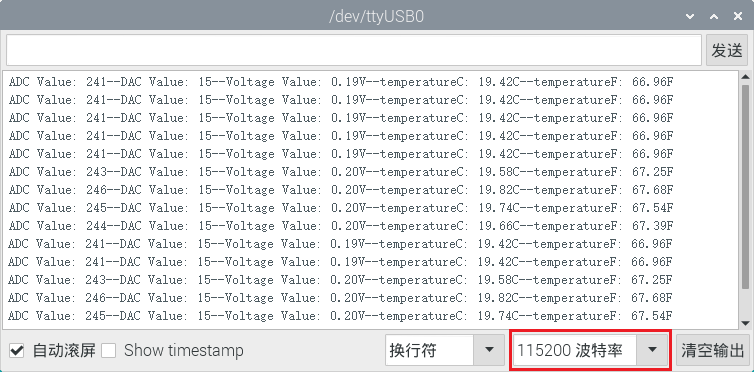 /dev/ttyUSB0
发送
ADC Value: 241--DAC Value: 15--Voltage Value: 0.19V--temperatureC: 19.42C--temperatureF: 66.96F
ADC Value: 241--DAC Value: 15--Voltage Value: 0.19V--temperatureC: 19.42C--temperatureF: 66.96F
ADC Value: 241--DAC Value: 15--Voltage Value: 0.19V--temperatureC: 19.42C--temperatureF: 66.96F
ADC Value: 241--DAC Value: 15--Voltage Value: 0.19V--temperatureC: 19.42C--temperatureF: 66.96F
ADC Value: 241--DAC Value: 15--Voltage Value: 0.19V--temperatureC: 19.42C--temperatureF: 66.96F
ADC Value: 243--DAC Value: 15--Voltage Value: 0.20V--temperatureC: 19.58C--temperatureF: 67.25F
ADC Value: 246--DAC Value: 15--Voltage Value: 0.20V--temperatureC: 19.82C--temperatureF: 67.68F
ADC Value: 245--DAC Value: 15--Voltage Value: 0.20V--temperatureC: 19.74C--temperatureF: 67.54F
ADC Value: 244--DAC Value: 15--Voltage Value: 0.20V--temperatureC: 19.66C--temperatureF: 67.39F
ADC Value: 241--DAC Value: 15--Voltage Value: 0.19V--temperatureC: 19.42C--temperatureF: 66.96F
ADC Value: 241--DAC Value: 15--Voltage Value: 0.19V--temperatureC: 19.42C--temperatureF: 66.96F
ADC Value: 243--DAC Value: 15--Voltage Value: 0.20V--temperatureC: 19.58C--temperatureF: 67.25F
ADC Value: 246--DAC Value: 15--Voltage Value: 0.20V--temperatureC: 19.82C--temperatureF: 67.68F
ADC Value: 245--DAC Value: 15--Voltage Value: 0.20V--temperatureC: 19.74C--temperatureF: 67.54F
自动滚屏 Show timestamp 换行符 115200 波特率 清空输出